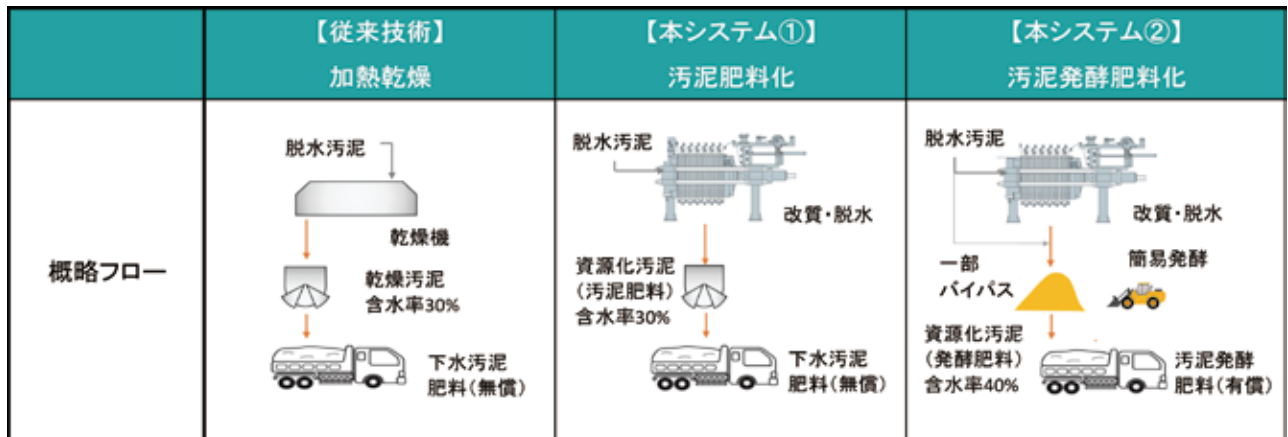 【従来技術】
加熱乾燥
【本システム①】
汚泥肥料化
【本システム②】
汚泥発酵肥料化
概略フロー
脱水汚泥
乾燥機
乾燥汚泥
含水率30%
下水汚泥
肥料(無償)
脱水汚泥
改質・脱水
資源化汚泥
(汚泥肥料)
含水率30%
下水汚泥
肥料(無償)
脱水汚泥
改質・脱水
一部
バイパス
簡易発酵
資源化汚泥
(発酵肥料)
含水率40%
汚泥発酵
肥料(有償)